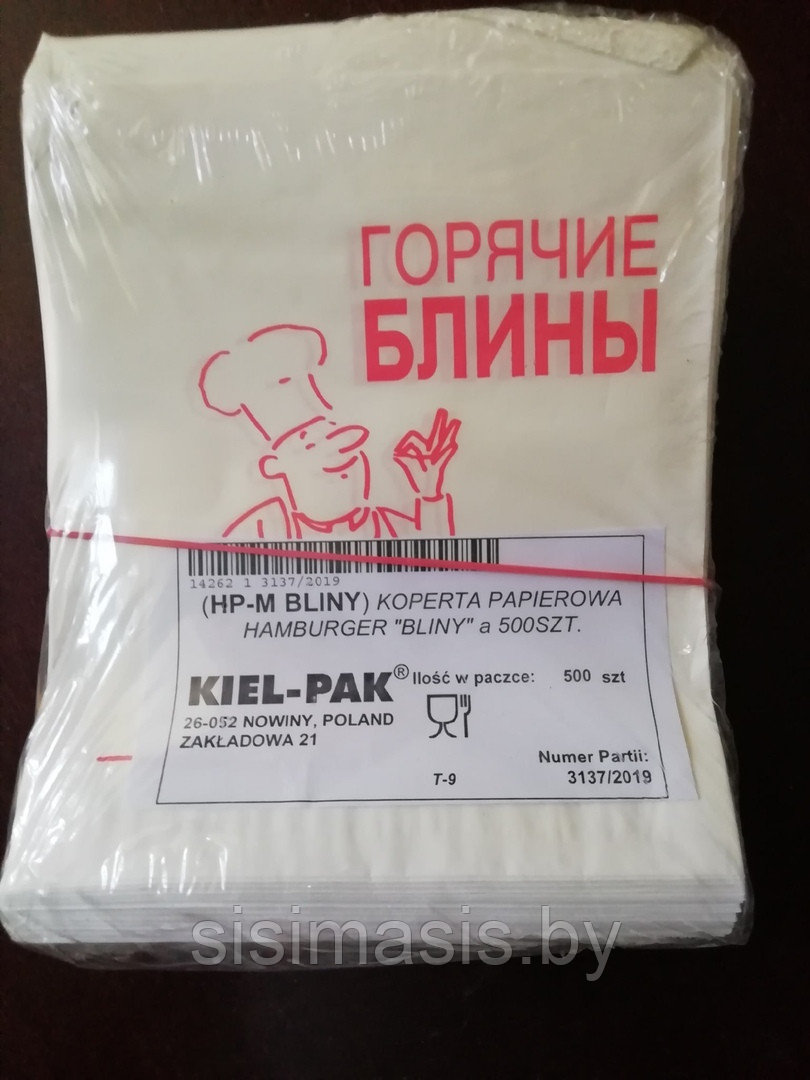 ГОРЯЧИЕ
БЛИНЫ
14262 1 3137/2019
(HP-M BLINY) KOPERTA PAPIEROWA
HAMBURGER "BLINY" a 500SZT.
KIEL-PAK® Ilość w paczce: 500 szt
26-052 NOWINY, POLAND
ZAKŁADOWA 21
Numer Partii:
T-9 3137/2019
sisimasis.by